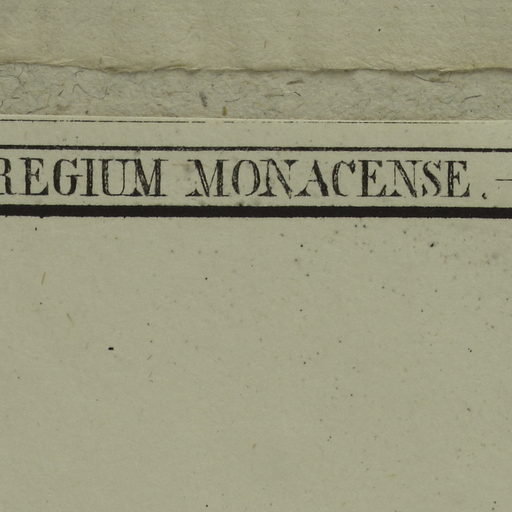 REGIUM MONACENSE. —